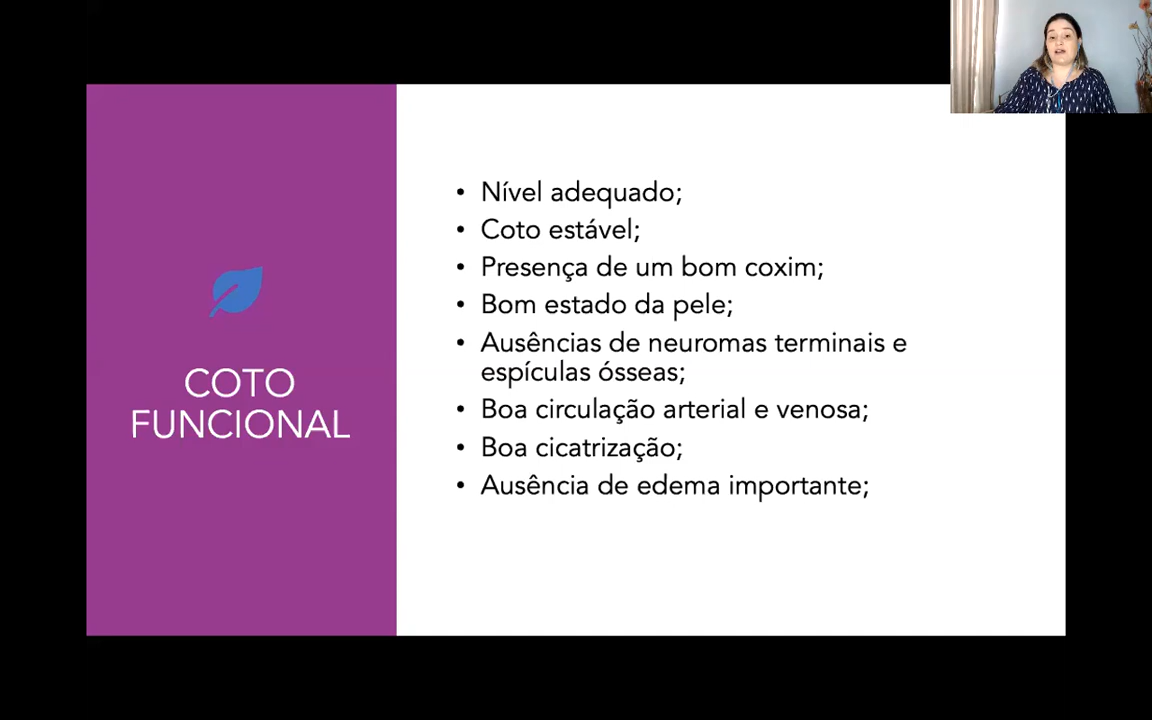 COTO
FUNCIONAL
• Nível adequado;
• Coto estável;
• Presença de um bom coxim;
• Bom estado da pele;
• Ausências de neuromas terminais e
espículas ósseas;
• Boa circulação arterial e venosa;
• Boa cicatrização;
• Ausência de edema importante;